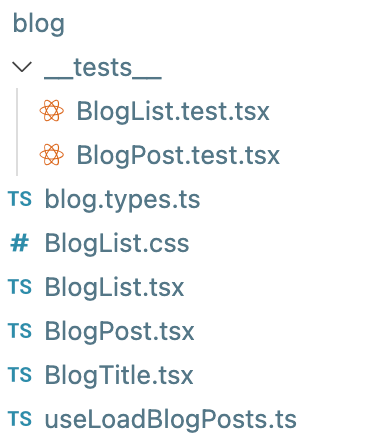 blog
__tests__
BlogList.test.tsx
BlogPost.test.tsx
TS blog.types.ts
# BlogList.css
TS BlogList.tsx
TS BlogPost.tsx
TS BlogTitle.tsx
TS useLoadBlogPosts.ts